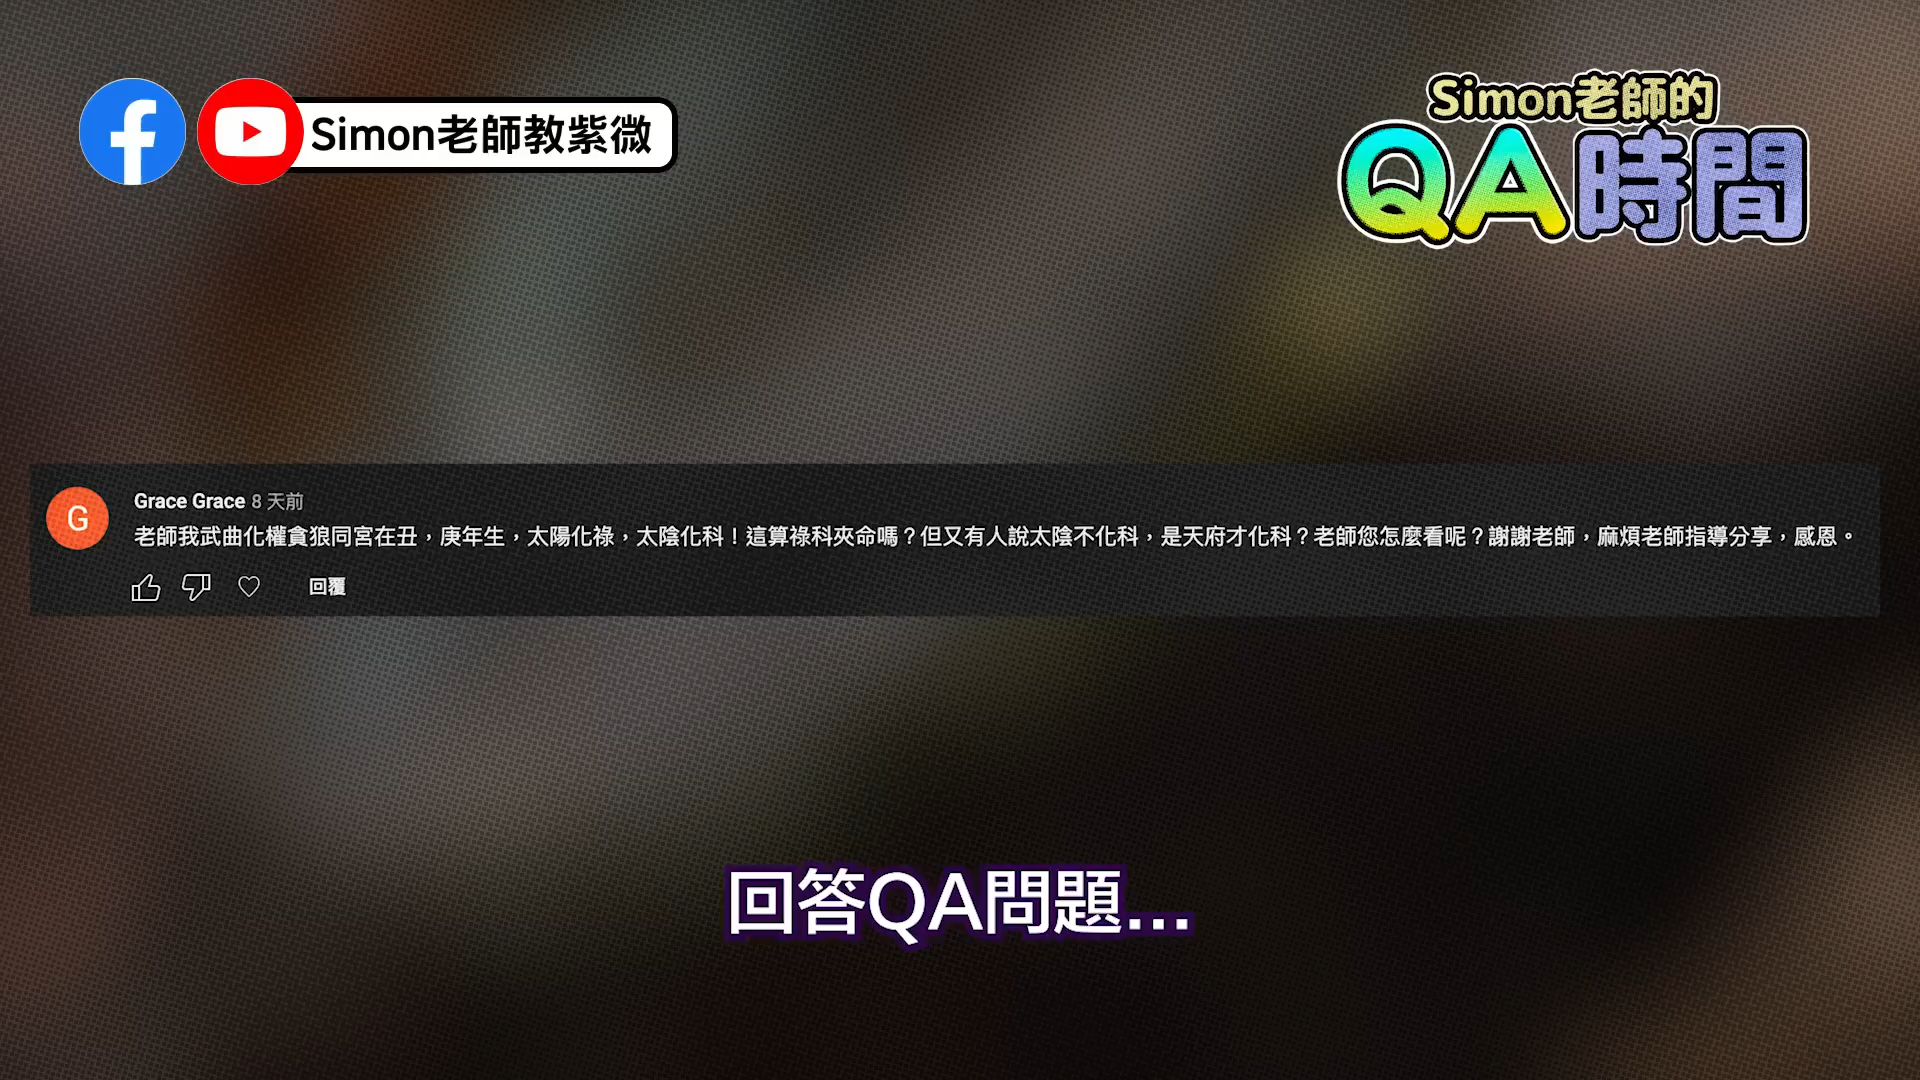 Simon老師教紫微
Simon老師的
QA時間
G
Grace Grace 8 天前
老師我武曲化權貪狼同宮在丑，庚年生，太陽化祿，太陰化科！這算祿科夾命嗎？但又有人說太陰不化科，是天府才化科？老師您怎麼看呢？謝謝老師，麻煩老師指導分享，感恩。
回覆
回答QA問題...